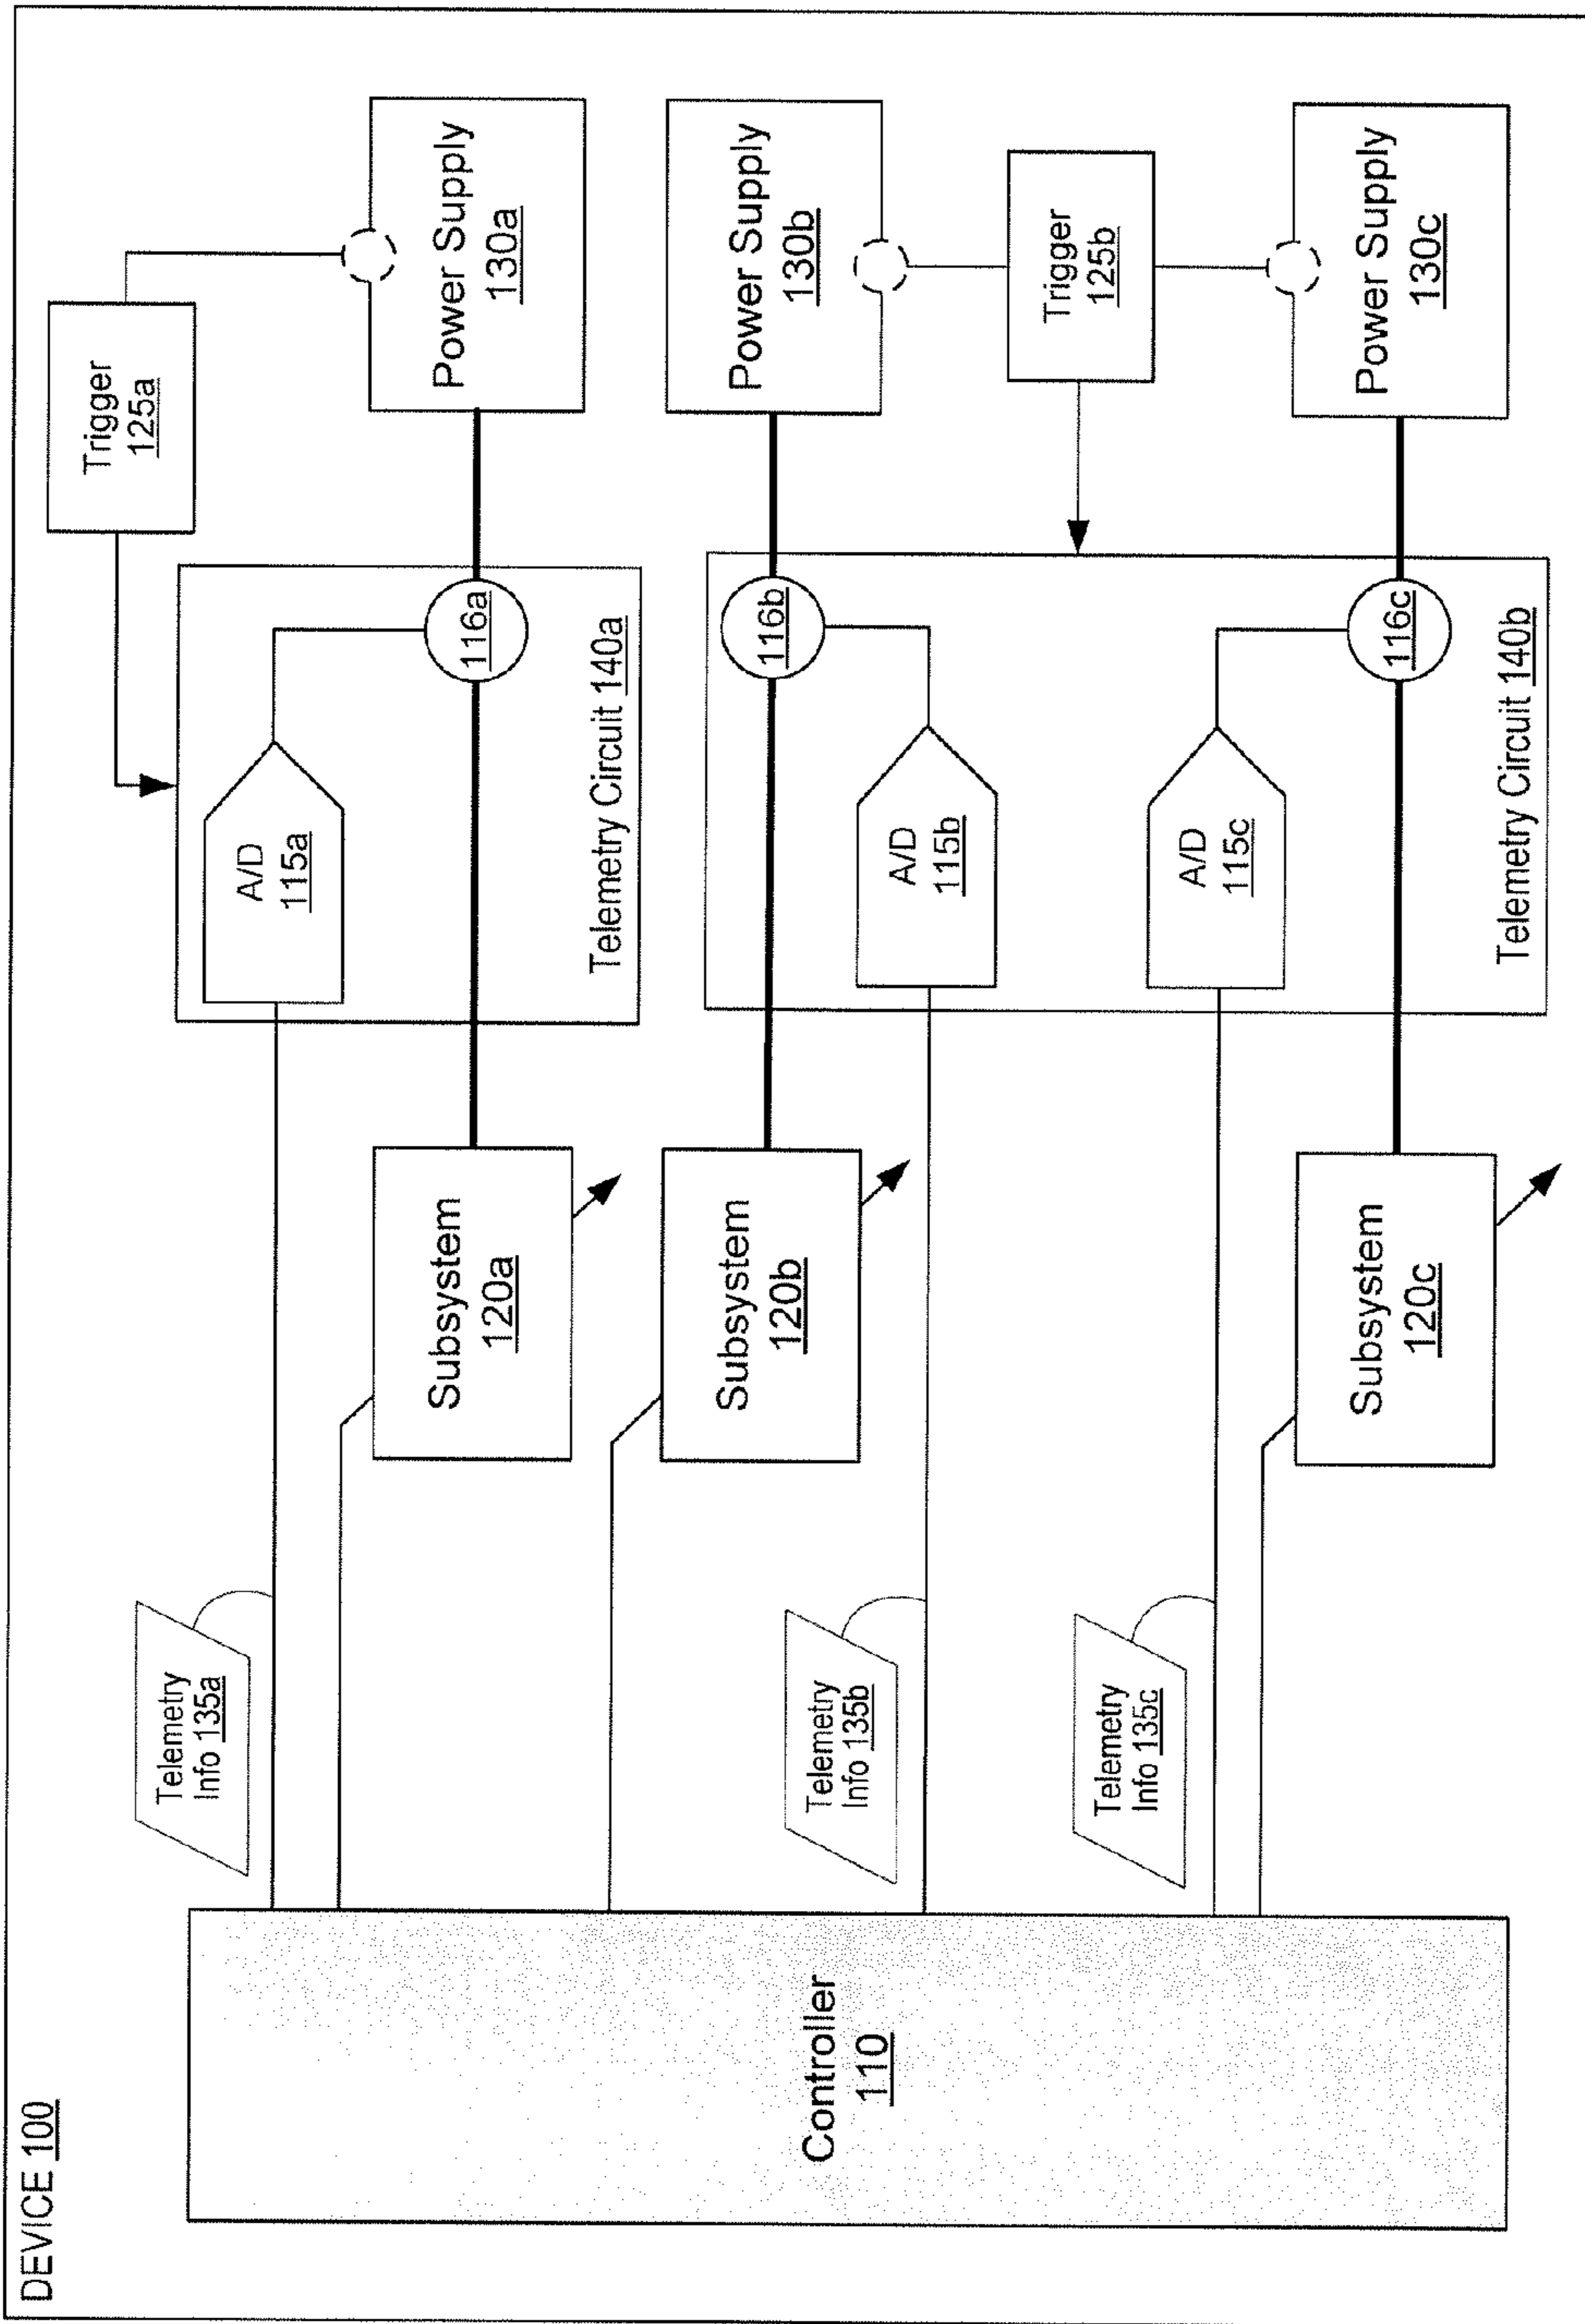 DEVICE 100
Controller
110
Telemetry
Info 135a
Telemetry
Info 135b
Telemetry
Info 135c
Subsystem
120a
Subsystem
120b
Subsystem
120c
A/D
115a
116a
Telemetry Circuit 140a
116b
A/D
115b
A/D
115c
116c
Telemetry Circuit 140b
Trigger
125a
Power Supply
130a
Power Supply
130b
Trigger
125b
Power Supply
130c